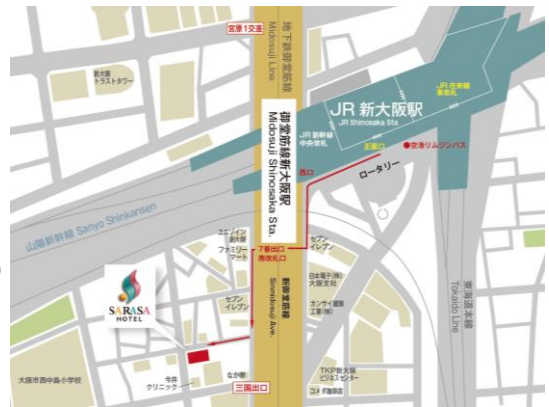 宮原1交差
地下鉄御堂筋線
Midosuji Line
新大阪
トラストタワー
JR 在来線
東改札
JR 新大阪駅
JR Shinosaka Sta
JR 新幹線
中央改札
正面口
●空港リムジンバス
御堂筋線新大阪駅
Midosuji Shinosaka Sta.
西口
ロータリー
山陽新幹線 Sanyo Shinkansen
ユニゾイン
新大阪
ファミリー
マート
7番出口
南改札口
セブン
イレブン
新御堂筋線
Sinmidosuji Ave.
日本電子(株)
大阪支社
東海道本線
Tokaido Line
SARASA
HOTEL
セブン
イレブン
カンサイ建築
工業(株)
大阪市西中島小学校
今井
クリニック
なか卯
三国出口
TKP新大阪
ビジネスセンター
コメダ珈琲店